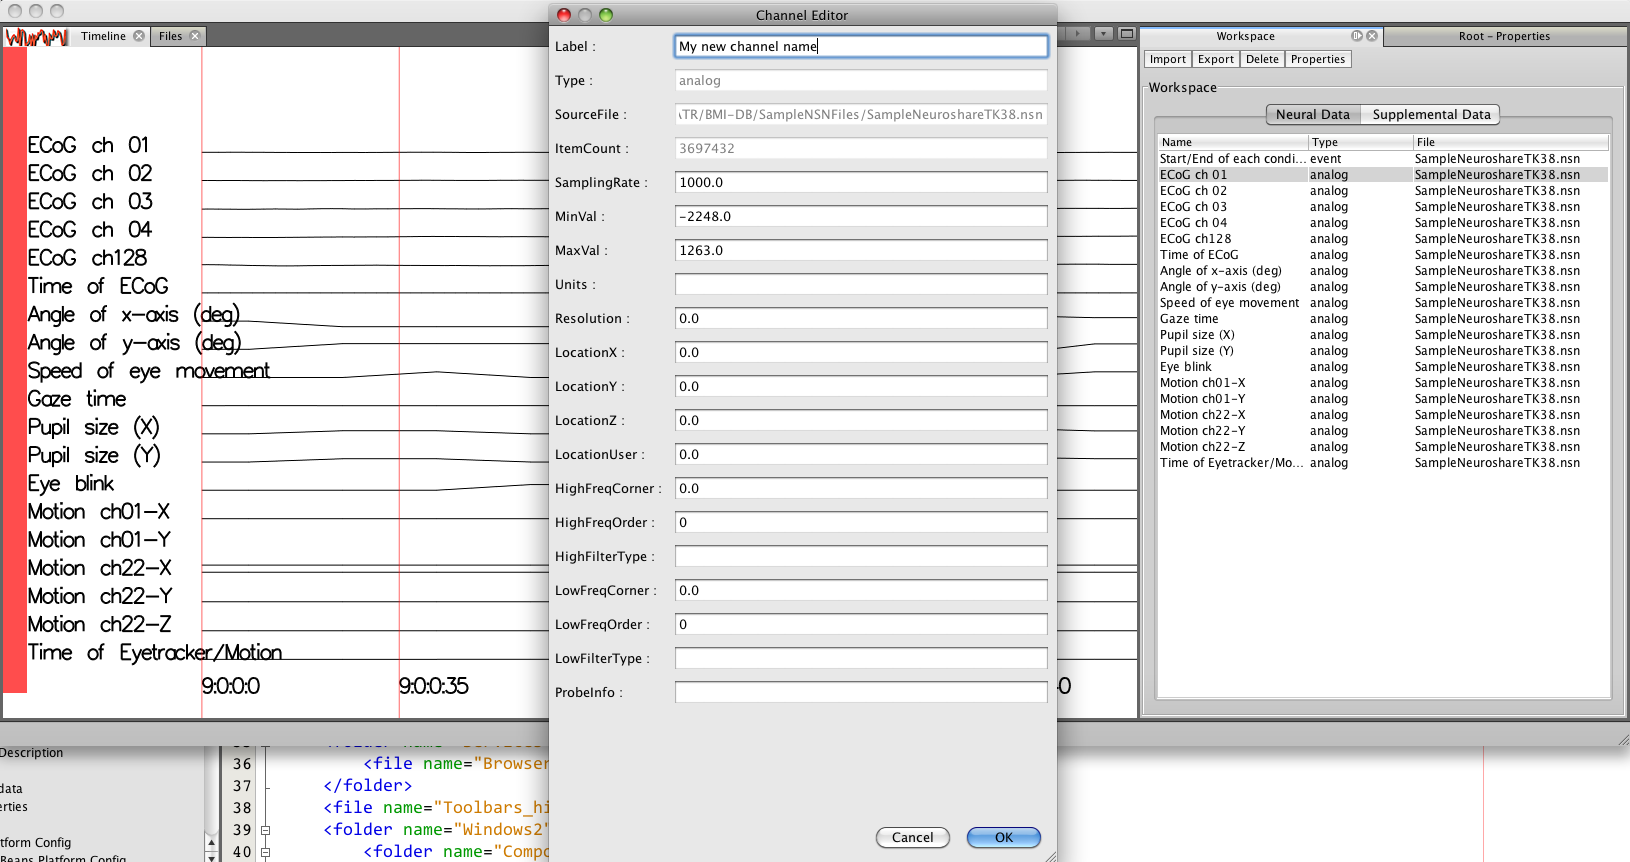 Channel Editor
Timeline
Files
Workspace
Root – Properties
Label :
My new channel name
Type :
analog
SourceFile :
\TR/BMI-DB/SampleNSNFiles/SampleNeuroshareTK38.nsn
ItemCount :
3697432
SamplingRate :
1000.0
MinVal :
-2248.0
MaxVal :
1263.0
Units :
Resolution :
0.0
LocationX :
0.0
LocationY :
0.0
LocationZ :
0.0
LocationUser :
0.0
HighFreqCorner :
0.0
HighFreqOrder :
0
HighFilterType :
LowFreqCorner :
0.0
LowFreqOrder :
0
LowFilterType :
ProbeInfo :
Cancel
OK
ECoG ch 01
ECoG ch 02
ECoG ch 03
ECoG ch 04
ECoG ch128
Time of ECoG
Angle of x-axis (deg)
Angle of y-axis (deg)
Speed of eye movement
Gaze time
Pupil size (X)
Pupil size (Y)
Eye blink
Motion ch01-X
Motion ch01-Y
Motion ch22-X
Motion ch22-Y
Motion ch22-Z
Time of Eyetracker/Motion
9:0:0:0
9:0:0:35
Import
Export
Delete
Properties
Workspace
Neural Data
Supplemental Data
Name Type File
Start/End of each condi... event SampleNeuroshareTK38.nsn
ECoG ch 01 analog SampleNeuroshareTK38.nsn
ECoG ch 02 analog SampleNeuroshareTK38.nsn
ECoG ch 03 analog SampleNeuroshareTK38.nsn
ECoG ch 04 analog SampleNeuroshareTK38.nsn
ECoG ch128 analog SampleNeuroshareTK38.nsn
Time of ECoG analog SampleNeuroshareTK38.nsn
Angle of x-axis (deg) analog SampleNeuroshareTK38.nsn
Angle of y-axis (deg) analog SampleNeuroshareTK38.nsn
Speed of eye movement analog SampleNeuroshareTK38.nsn
Gaze time analog SampleNeuroshareTK38.nsn
Pupil size (X) analog SampleNeuroshareTK38.nsn
Pupil size (Y) analog SampleNeuroshareTK38.nsn
Eye blink analog SampleNeuroshareTK38.nsn
Motion ch01-X analog SampleNeuroshareTK38.nsn
Motion ch01-Y analog SampleNeuroshareTK38.nsn
Motion ch22-X analog SampleNeuroshareTK38.nsn
Motion ch22-Y analog SampleNeuroshareTK38.nsn
Motion ch22-Z analog SampleNeuroshareTK38.nsn
Time of Eyetracker/Mo... analog SampleNeuroshareTK38.nsn
Description
data
erties
tform Config
Beans Platform Config
36 <file name="Browser
37 </folder>
38 <file name="Toolbars_hi
39 <folder name="Windows2"
40 <folder name="Compo